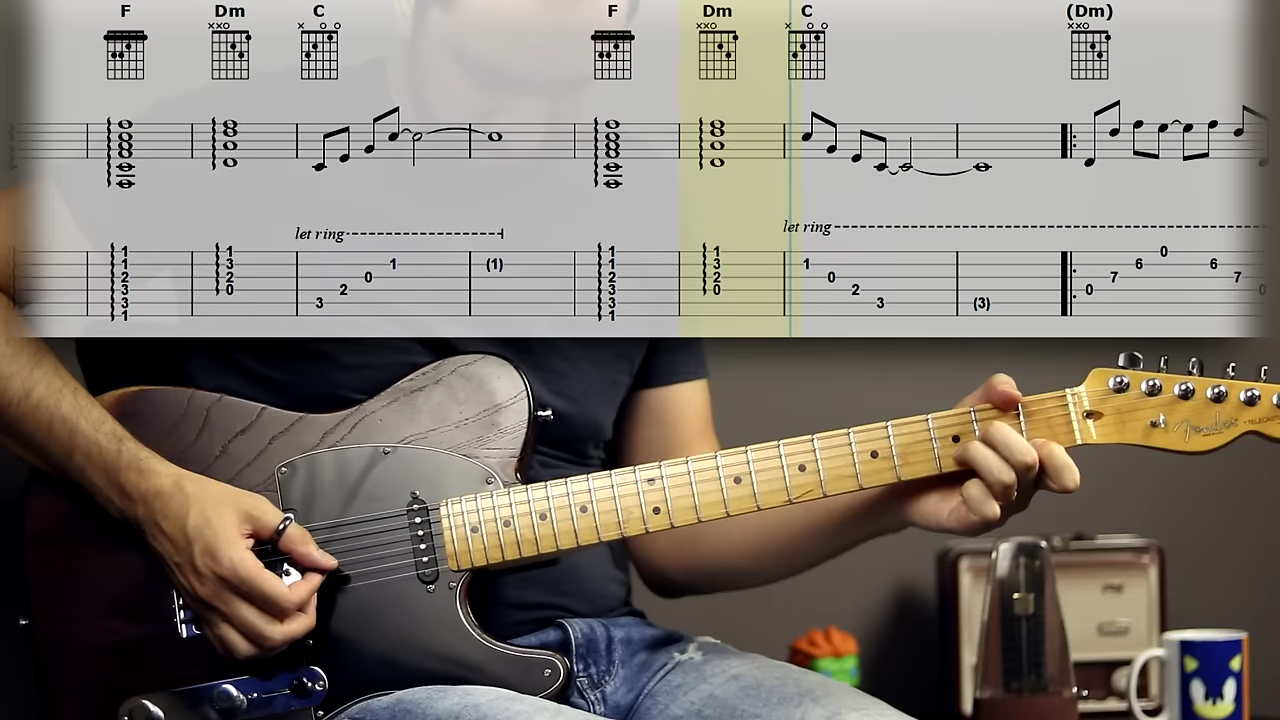 F Dm C F Dm C (Dm)
let ring let ring
1 1 1 1 0
1 3 1 (1) 1 3 1 6 6
2 2 0 2 2 0 7 7
3 0 2 3 0 2 0 0
3 3 3 3 (3)
1 1
Fender